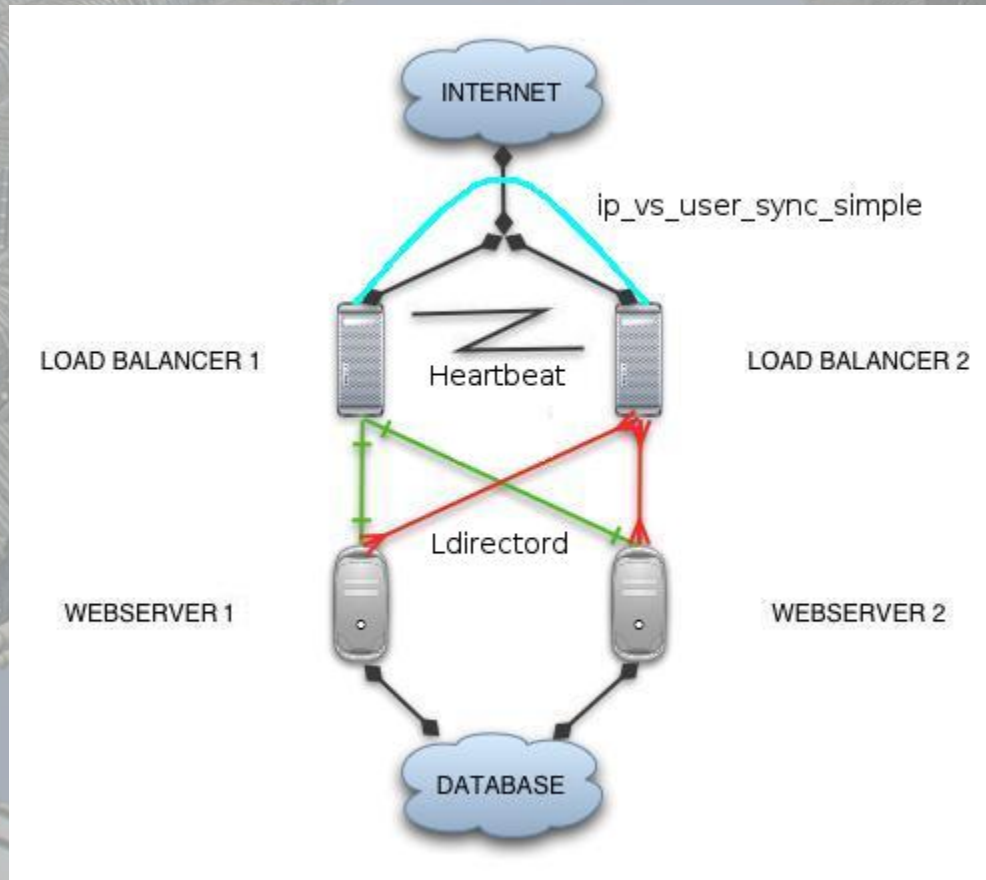 INTERNET
ip_vs_user_sync_simple
LOAD BALANCER 1
LOAD BALANCER 2
Heartbeat
Ldirectord
WEBSERVER 1
WEBSERVER 2
DATABASE